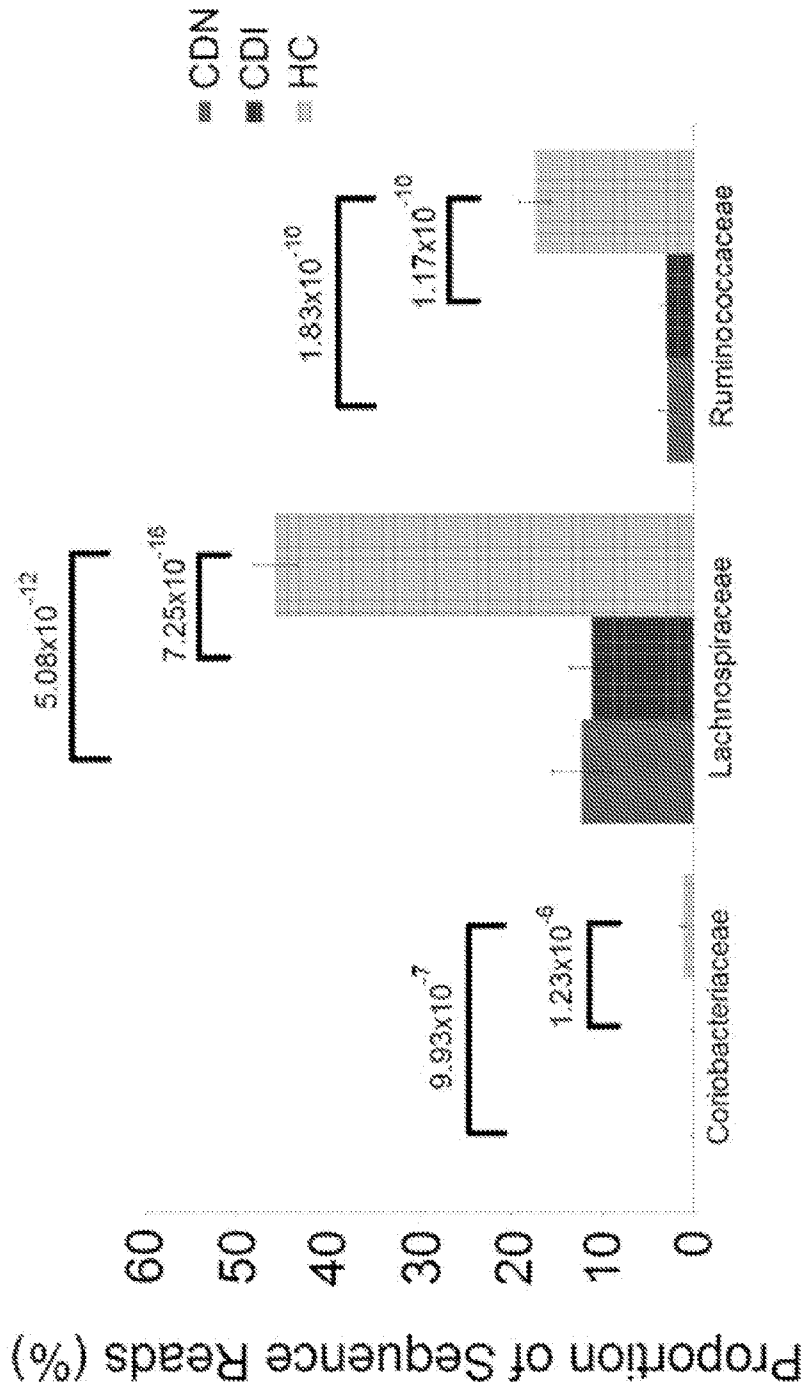 Proportion of Sequence Reads (%)
60
50
40
30
20
10
0
9.93x10⁻⁷
1.23x10⁻⁶
Coriobacteriaceae
5.08x10⁻¹²
7.25x10⁻¹⁶
Lachnospiraceae
1.83x10⁻¹⁰
1.17x10⁻¹⁰
Ruminococcaceae
CDN
CDI
HC